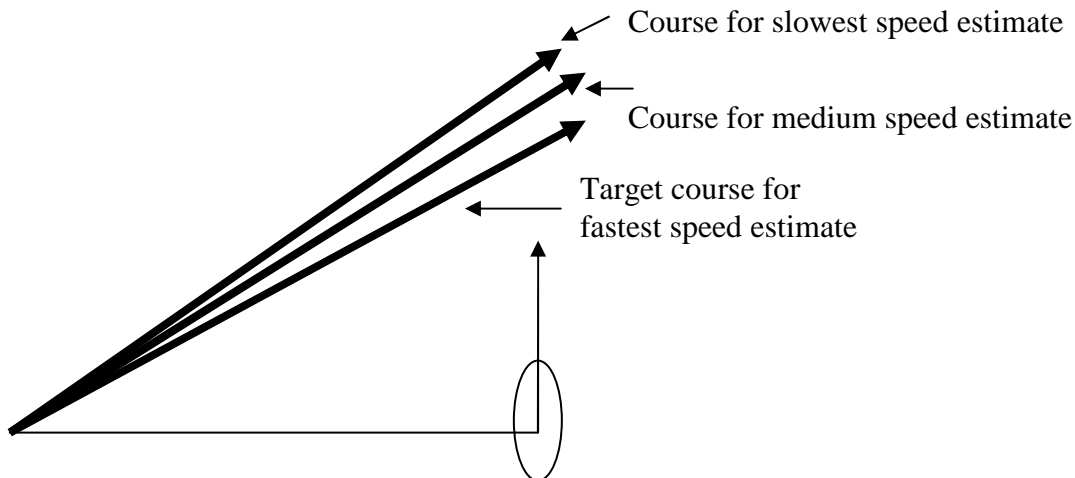 Course for slowest speed estimate
Course for medium speed estimate
Target course for
fastest speed estimate